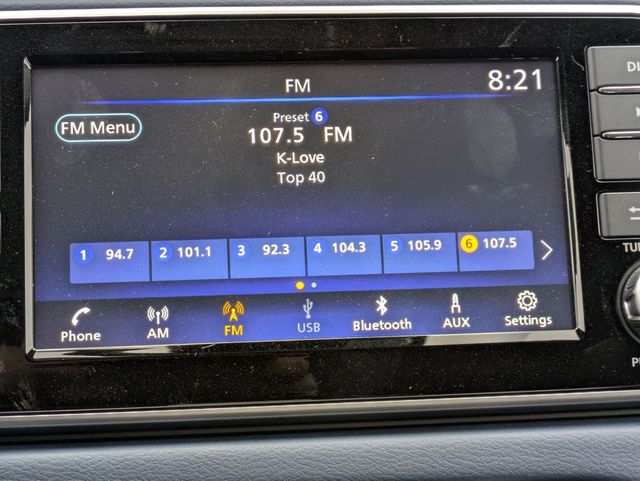 FM
8:21
FM Menu
Preset 6
107.5 FM
K-Love
Top 40
1 94.7
2 101.1
3 92.3
4 104.3
5 105.9
6 107.5
Phone
AM
FM
USB
Bluetooth
AUX
Settings